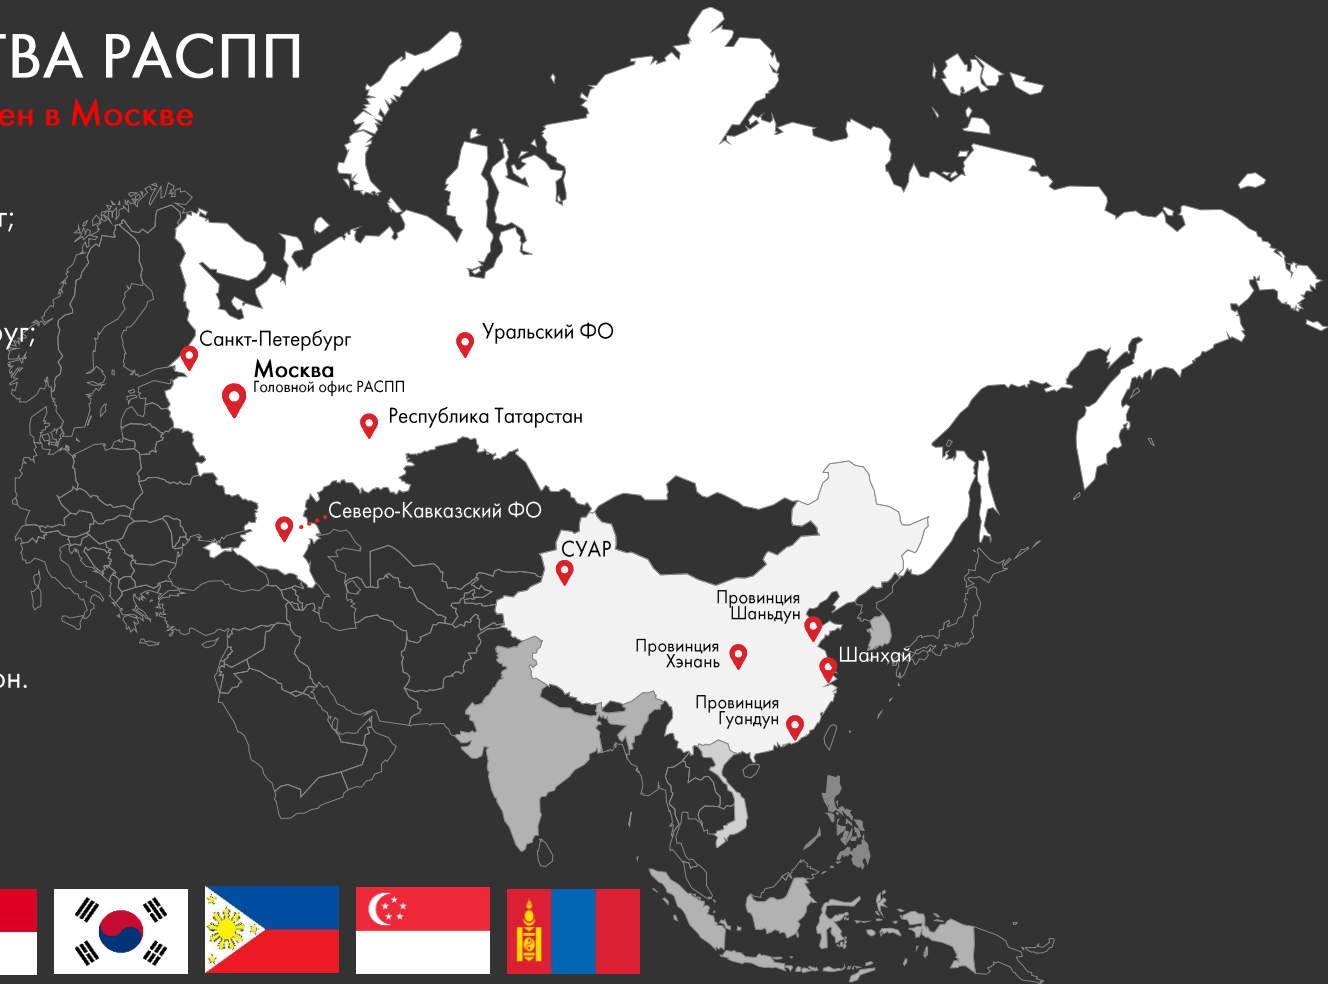 ТВА РАСПП
ен в Москве
г;
руг;
он.
Санкт-Петербург
Москва
Головной офис РАСПП
Уральский ФО
Республика Татарстан
Северо-Кавказский ФО
СУАР
Провинция
Шаньдун
Провинция
Хэнань
Шанхай
Провинция
Гуандун